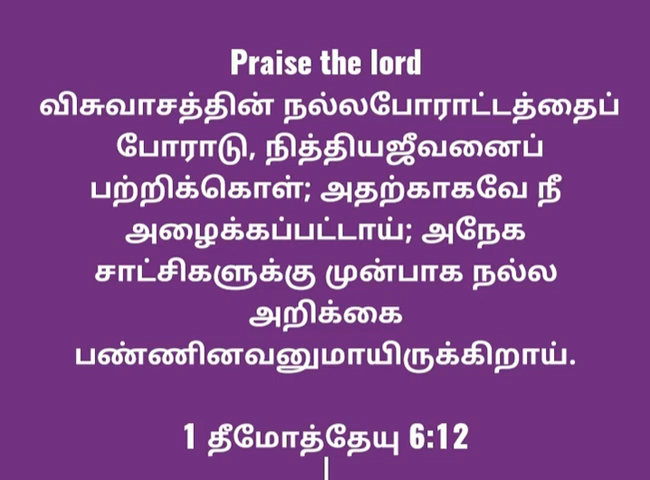 Praise the lord
விசுவாசத்தின் நல்லபோராட்டத்தைப்
போராடு, நித்தியஜீவனைப்
பற்றிக்கொள்; அதற்காகவே நீ
அழைக்கப்பட்டாய்; அநேக
சாட்சிகளுக்கு முன்பாக நல்ல
அறிக்கை
பண்ணினவனுமாயிருக்கிறாய்.
1 தீமோத்தேயு 6:12